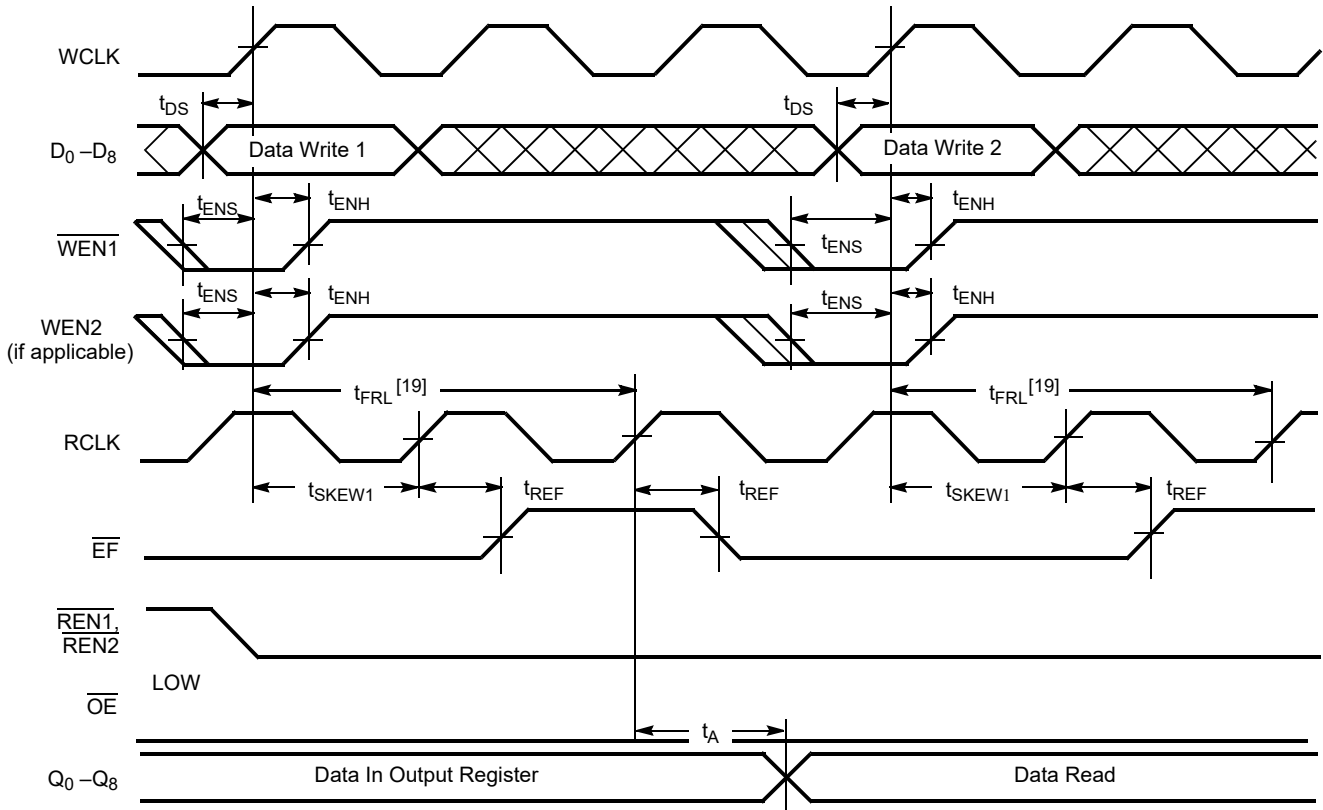 WCLK
tDS
tDS
D0 –D8
Data Write 1
Data Write 2
tENS
tENH
tENH
WEN1
tENS
tENS
tENH
tENS
tENH
WEN2
(if applicable)
tFRL [19]
tFRL [19]
RCLK
tSKEW1
tREF
tREF
tSKEW1
tREF
EF
REN1,
REN2
LOW
OE
tA
Q0 –Q8
Data In Output Register
Data Read